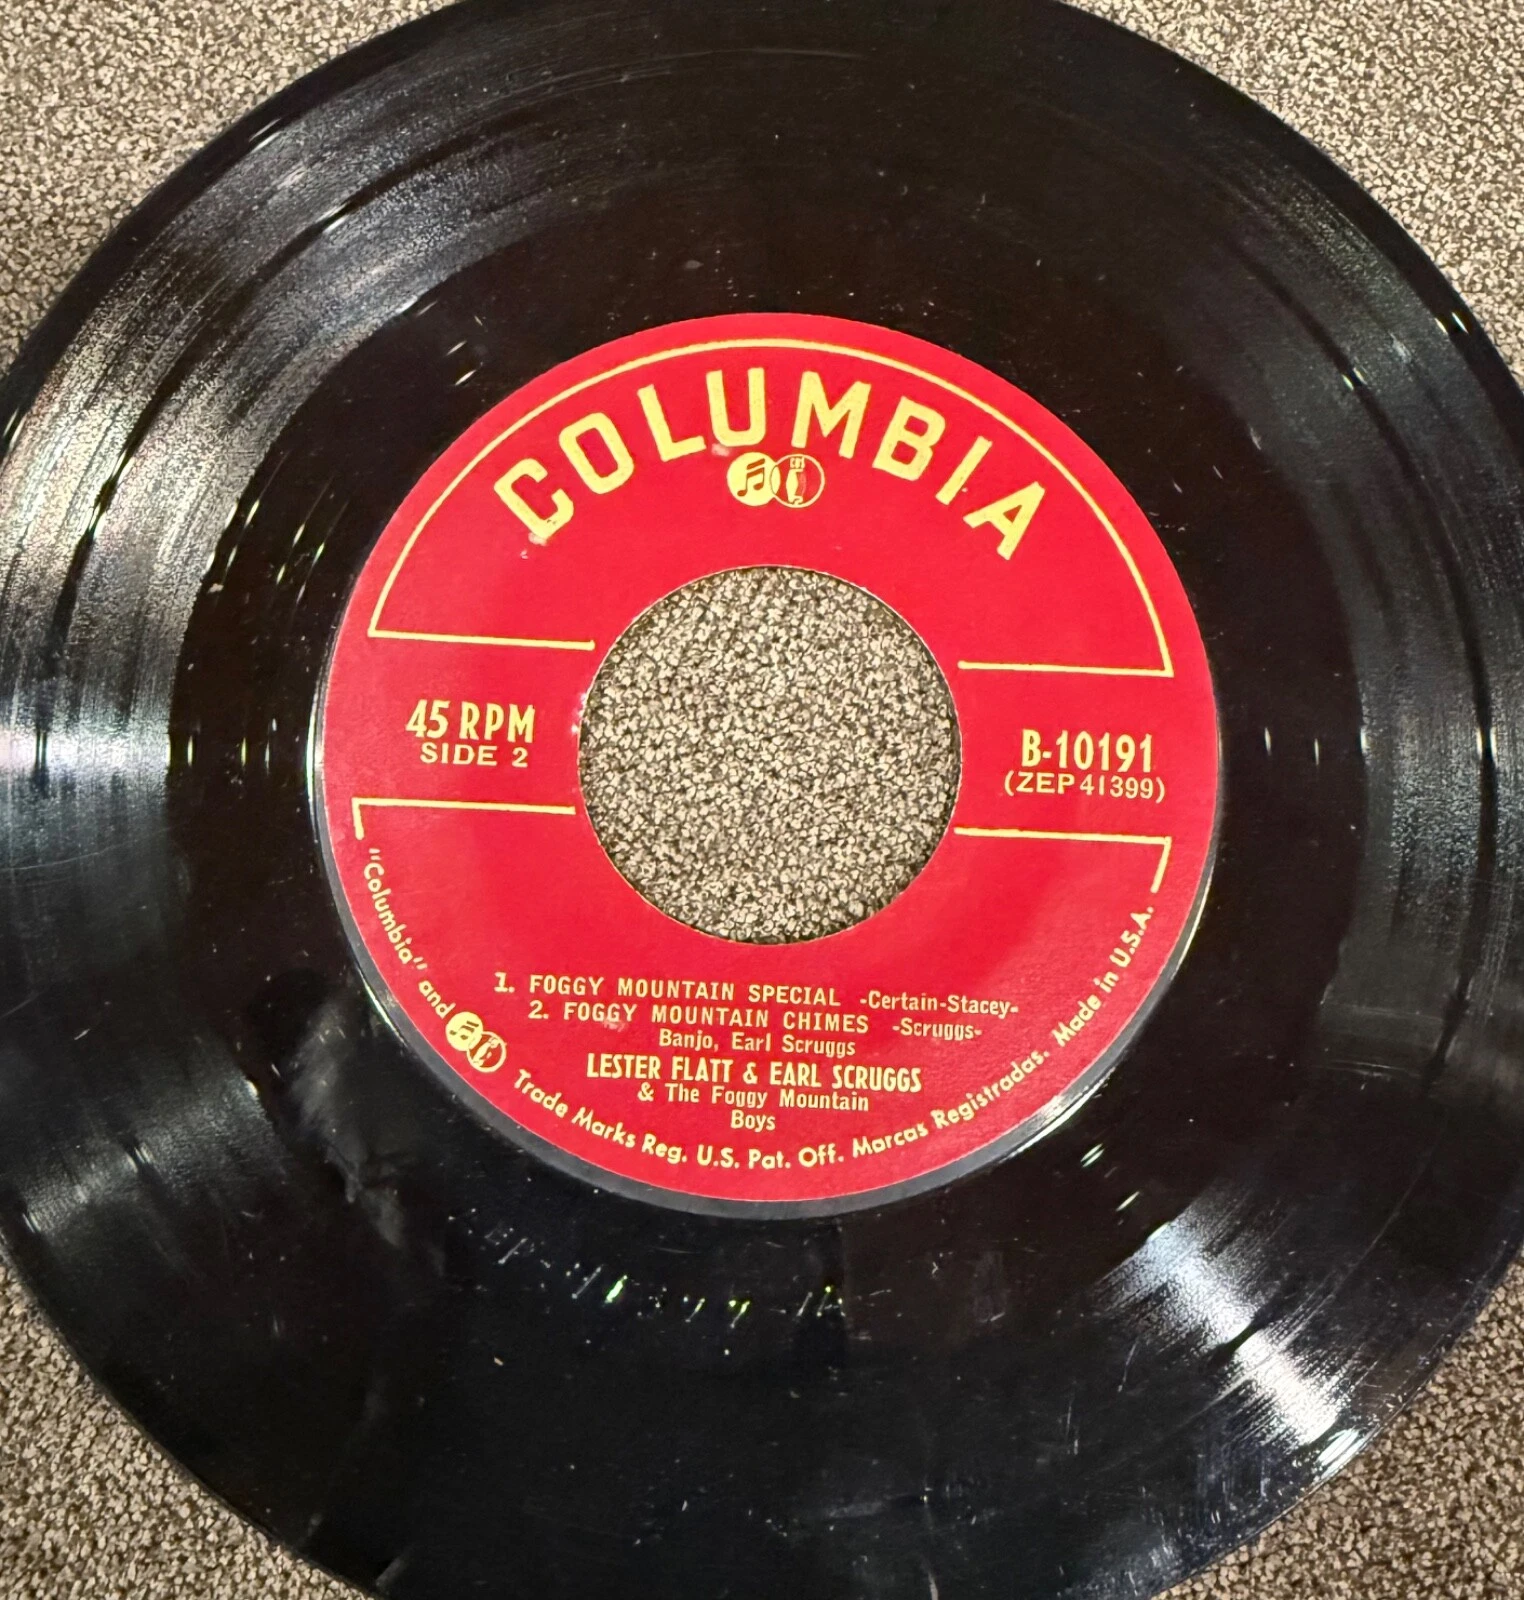 COLUMBIA
CBS
45 RPM
SIDE 2
B-10191
(ZEP 41399)
1. FOGGY MOUNTAIN SPECIAL -Certain-Stacey-
2. FOGGY MOUNTAIN CHIMES -Scruggs-
Banjo, Earl Scruggs
LESTER FLATT & EARL SCRUGGS
& The Foggy Mountain
Boys
"Columbia" and Trade Marks Reg. U.S. Pat. Off. Marcas Registradas. Made in U.S.A.